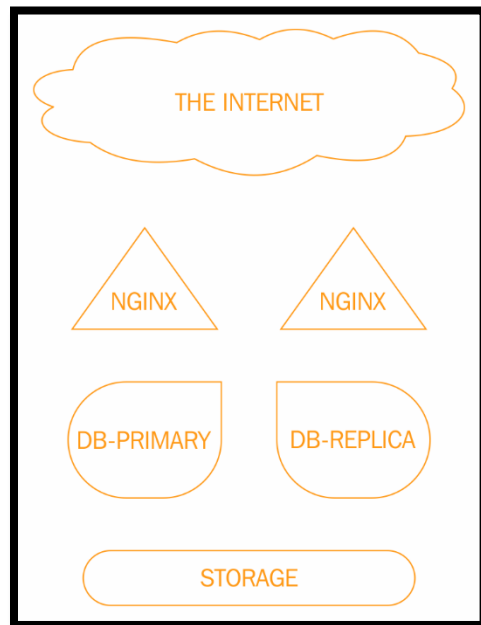 THE INTERNET
NGINX NGINX
DB-PRIMARY DB-REPLICA
STORAGE